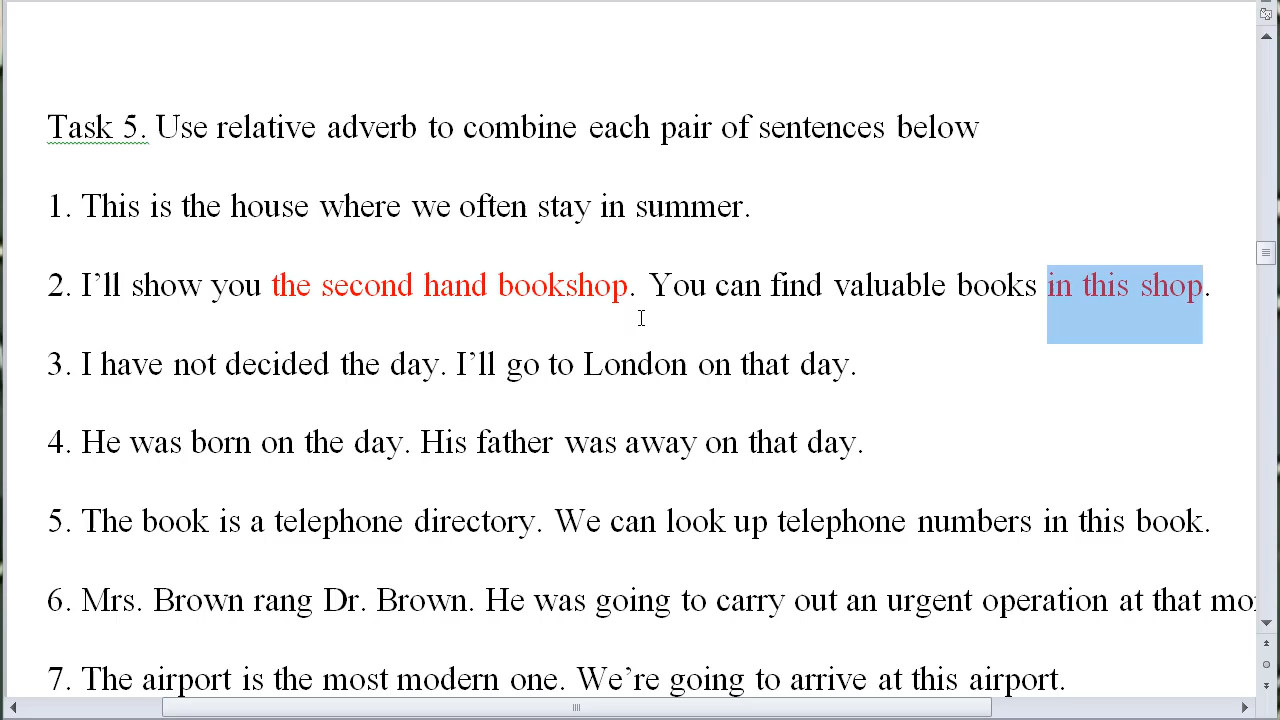 Task 5. Use relative adverb to combine each pair of sentences below
1. This is the house where we often stay in summer.
2. I’ll show you the second hand bookshop. You can find valuable books in this shop.
3. I have not decided the day. I’ll go to London on that day.
4. He was born on the day. His father was away on that day.
5. The book is a telephone directory. We can look up telephone numbers in this book.
6. Mrs. Brown rang Dr. Brown. He was going to carry out an urgent operation at that
7. The airport is the most modern one. We’re going to arrive at this airport.